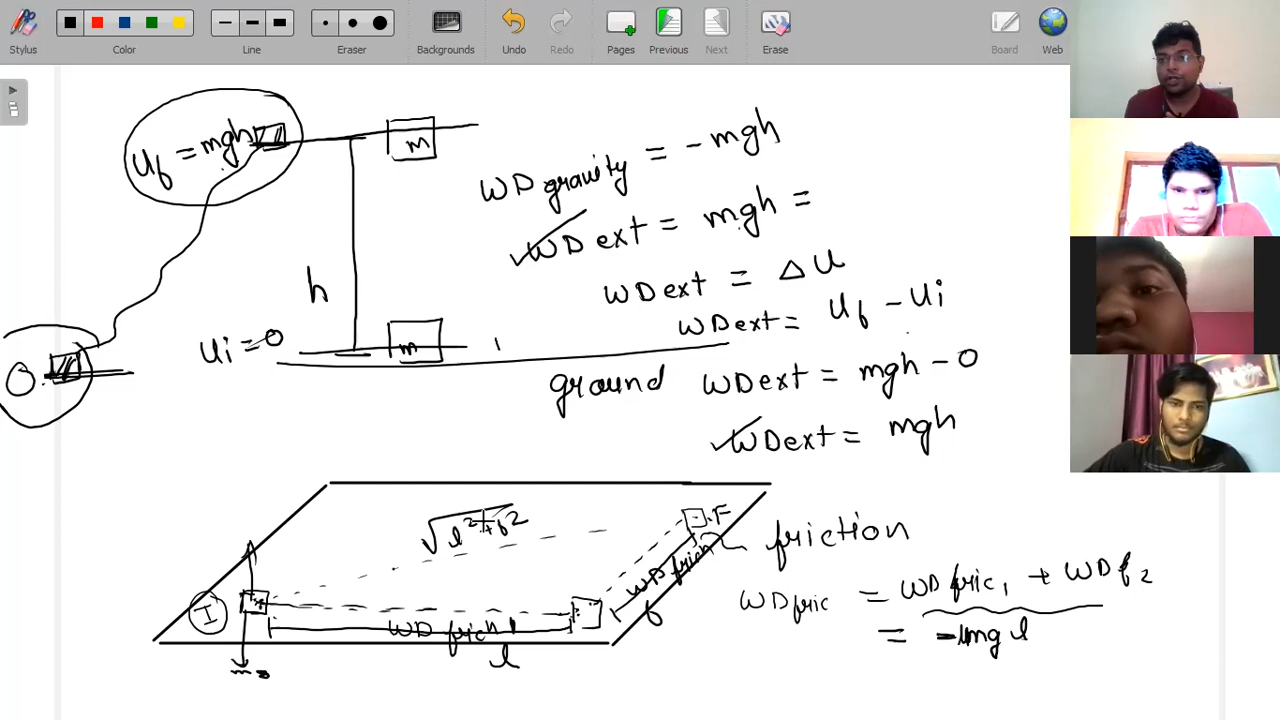 Stylus
Color
Line
Eraser
Backgrounds
Undo
Redo
Pages
Previous
Next
Erase
Board
Web
Uf = mgh
m
WD gravity = - mgh
WD ext = mgh =
h
WD ext = ΔU
WD ext = Uf - Ui
Ui = 0
m
O
ground
WD ext = mgh - 0
WD ext = mgh
√l²+b²
F
friction
I
WD fric 1
l
WD fric
b
WD fric = WD fric₁ + WD f₂
= -μmg l